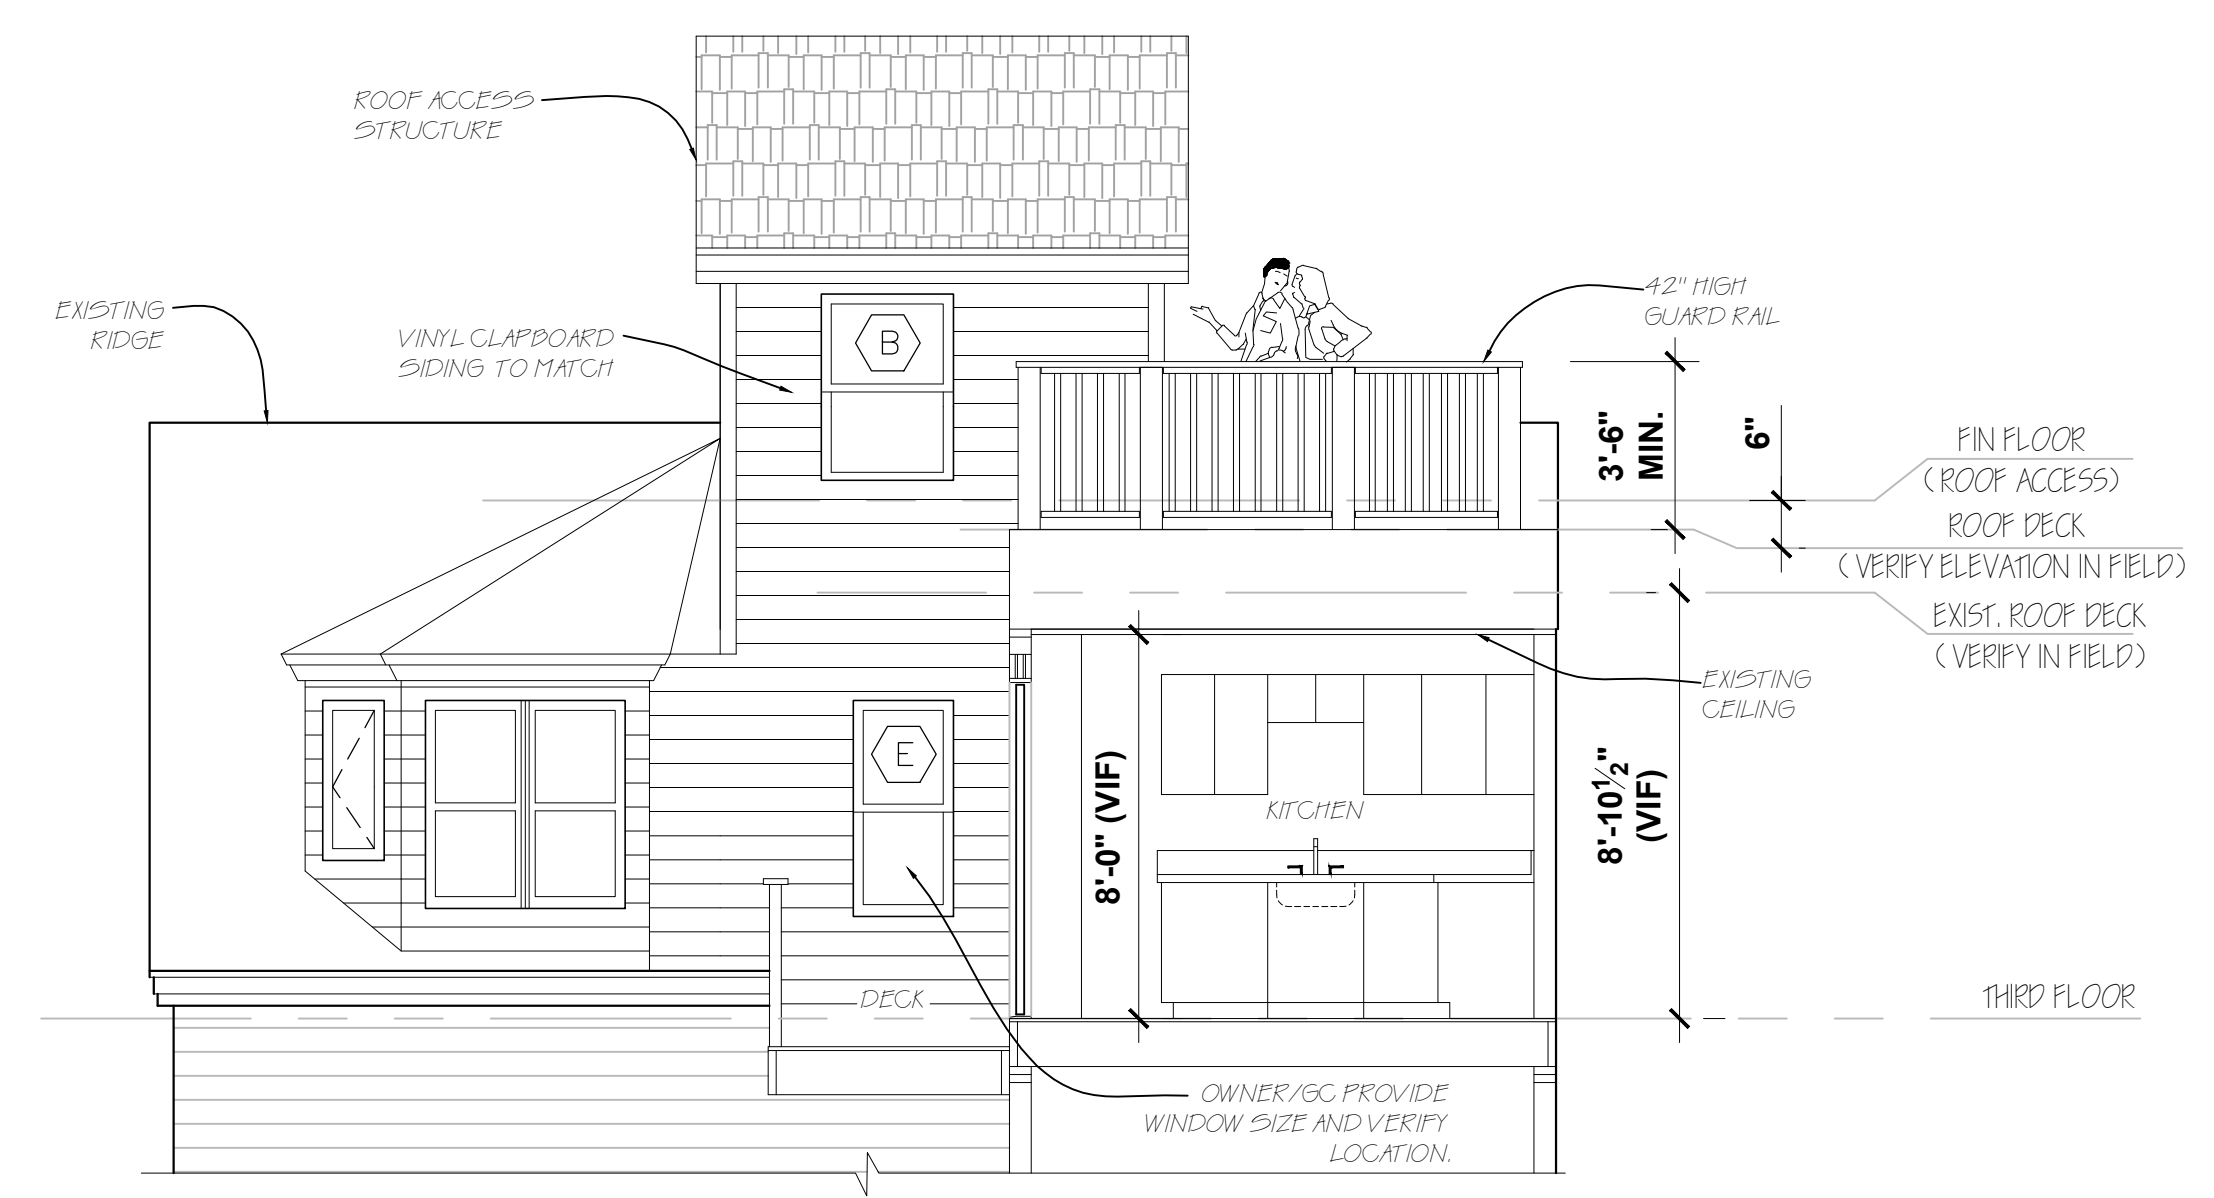 ROOF ACCESS
STRUCTURE
EXISTING
RIDGE
VINYL CLAPBOARD
SIDING TO MATCH
B
42" HIGH
GUARD RAIL
3'-6"
MIN.
6"
FIN FLOOR
(ROOF ACCESS)
ROOF DECK
(VERIFY ELEVATION IN FIELD)
EXIST. ROOF DECK
(VERIFY IN FIELD)
EXISTING
CEILING
E
8'-0" (VIF)
KITCHEN
8'-10½"
(VIF)
DECK
THIRD FLOOR
OWNER/GC PROVIDE
WINDOW SIZE AND VERIFY
LOCATION.